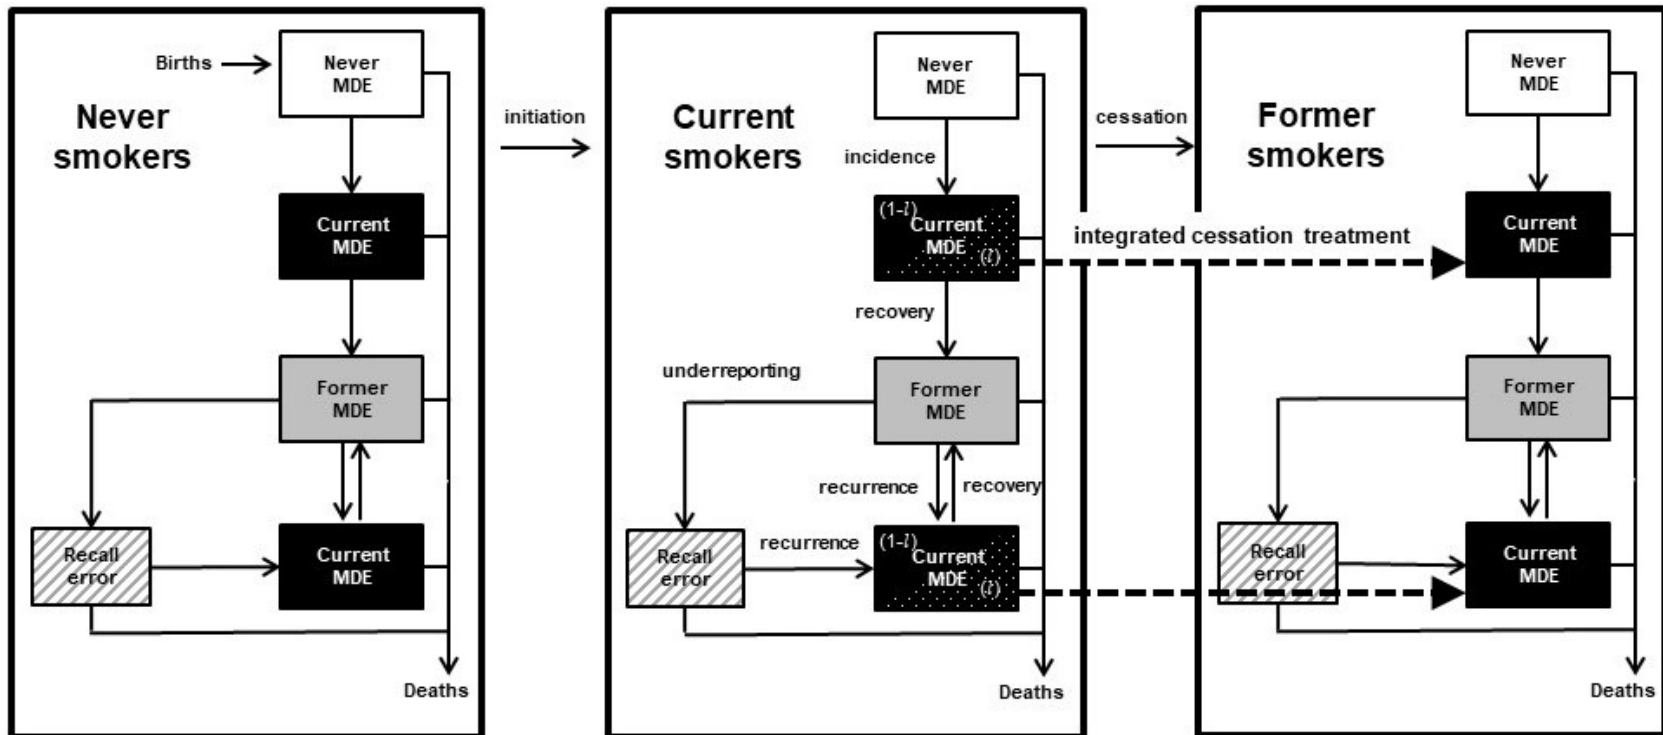 Births
Never
MDE
Never
smokers
Current
MDE
Former
MDE
Recall
error
Current
MDE
Deaths
initiation
Never
MDE
Current
smokers
incidence
(1-l)
Current
MDE
(l)
recovery
underreporting
Former
MDE
recurrence
recovery
Recall
error
recurrence
(1-l)
Current
MDE
(l)
Deaths
cessation
integrated cessation treatment
Never
MDE
Former
smokers
Current
MDE
Former
MDE
Recall
error
Current
MDE
Deaths